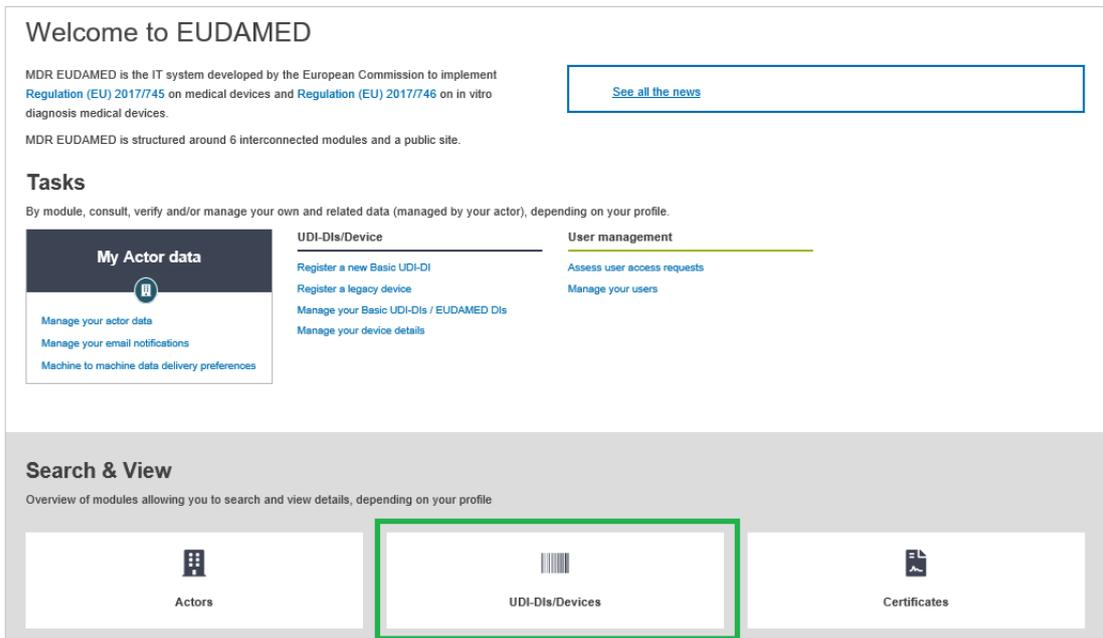 Welcome to EUDAMED
MDR EUDAMED is the IT system developed by the European Commission to implement
Regulation (EU) 2017/745 on medical devices and Regulation (EU) 2017/746 on in vitro
diagnosis medical devices.
MDR EUDAMED is structured around 6 interconnected modules and a public site.
See all the news
Tasks
By module, consult, verify and/or manage your own and related data (managed by your actor), depending on your profile.
My Actor data
Manage your actor data
Manage your email notifications
Machine to machine data delivery preferences
UDI-DIs/Device
Register a new Basic UDI-DI
Register a legacy device
Manage your Basic UDI-DIs / EUDAMED DIs
Manage your device details
User management
Assess user access requests
Manage your users
Search & View
Overview of modules allowing you to search and view details, depending on your profile
Actors
UDI-DIs/Devices
Certificates